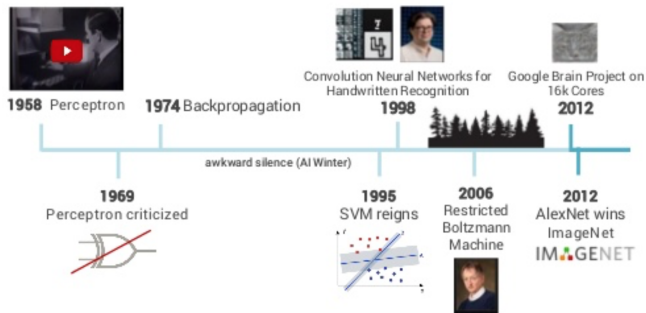 Convolution Neural Networks for
Handwritten Recognition
1998
Google Brain Project on
16k Cores
2012
1958 Perceptron
1974 Backpropagation
awkward silence (AI Winter)
1969
Perceptron criticized
1995
SVM reigns
2006
Restricted
Boltzmann
Machine
2012
AlexNet wins
ImageNet
IMAGENET